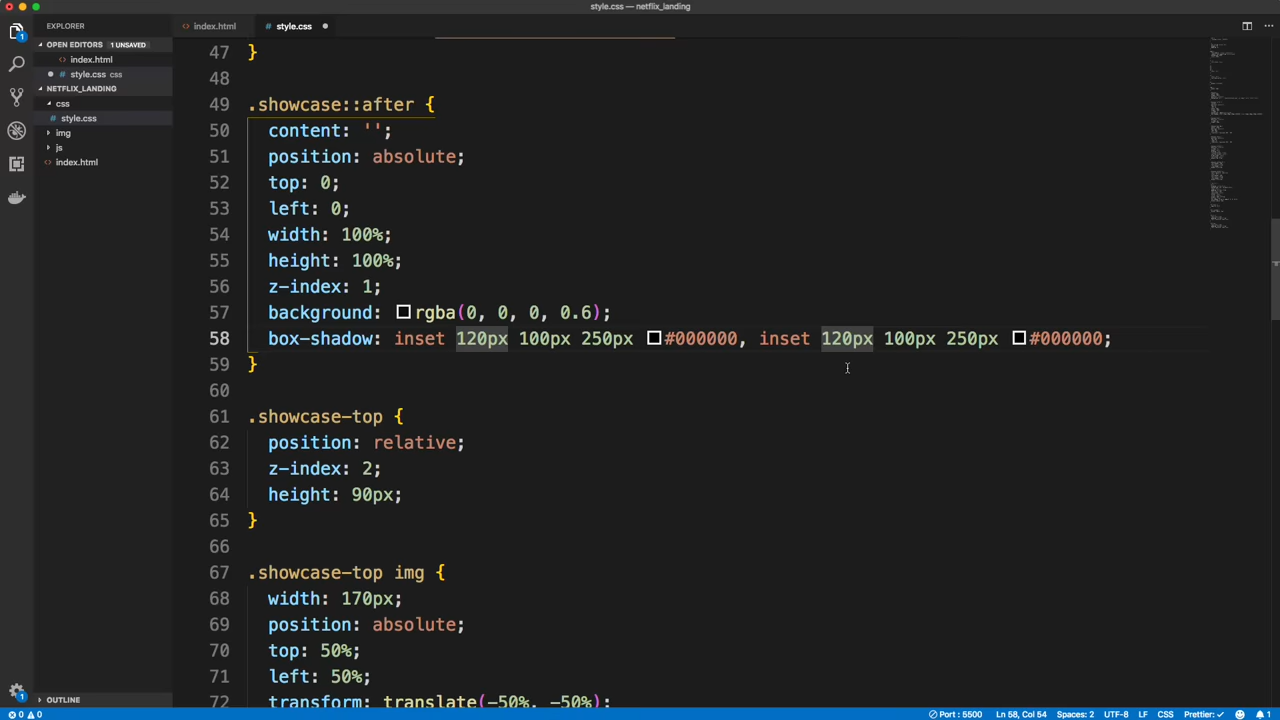 style.css — netflix_landing
EXPLORER
index.html
style.css
OPEN EDITORS 1 UNSAVED
index.html
style.css css
NETFLIX_LANDING
css
style.css
img
js
index.html
47 }
48
49 .showcase::after {
50 content: '';
51 position: absolute;
52 top: 0;
53 left: 0;
54 width: 100%;
55 height: 100%;
56 z-index: 1;
57 background: rgba(0, 0, 0, 0.6);
58 box-shadow: inset 120px 100px 250px #000000, inset 120px 100px 250px #000000;
59 }
60
61 .showcase-top {
62 position: relative;
63 z-index: 2;
64 height: 90px;
65 }
66
67 .showcase-top img {
68 width: 170px;
69 position: absolute;
70 top: 50%;
71 left: 50%;
72 transform: translate(-50%, -50%);
OUTLINE
0 0 Port : 5500 Ln 58, Col 54 Spaces: 2 UTF-8 LF CSS Prettier: ✓ 1